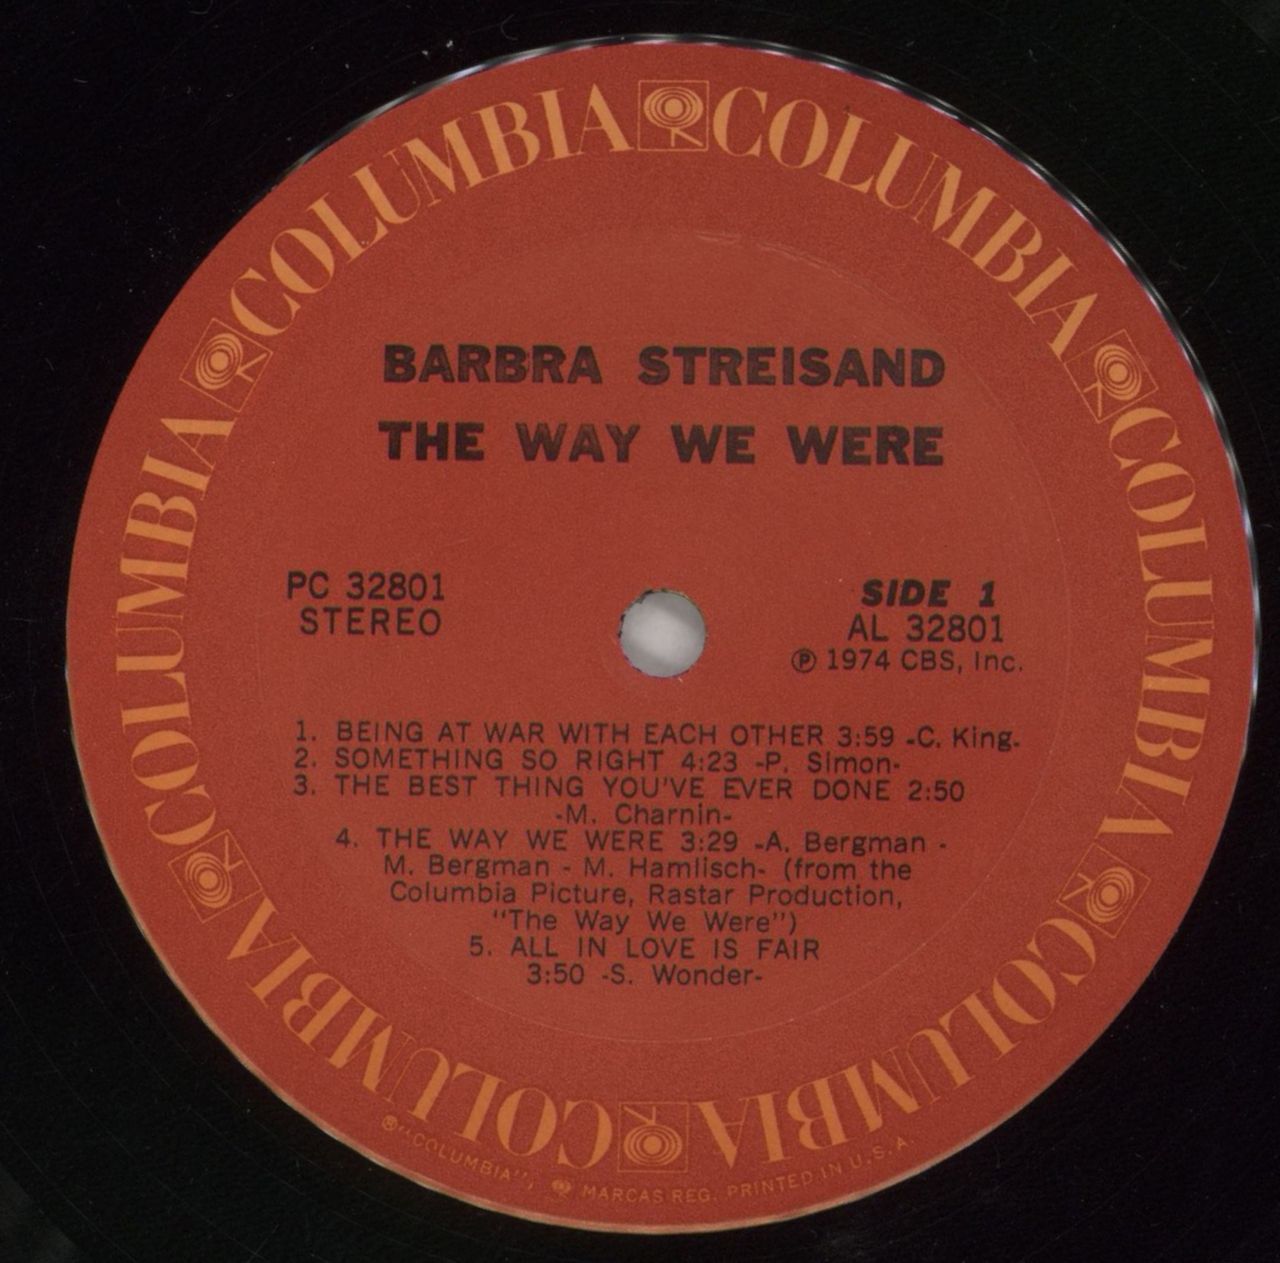 COLUMBIA COLUMBIA COLUMBIA COLUMBIA COLUMBIA COLUMBIA
BARBRA STREISAND
THE WAY WE WERE
PC 32801
STEREO
SIDE 1
AL 32801
℗ 1974 CBS, Inc.
1. BEING AT WAR WITH EACH OTHER 3:59 -C. King-
2. SOMETHING SO RIGHT 4:23 -P. Simon-
3. THE BEST THING YOU'VE EVER DONE 2:50
-M. Charnin-
4. THE WAY WE WERE 3:29 -A. Bergman -
M. Bergman - M. Hamlisch- (from the
Columbia Picture, Rastar Production,
"The Way We Were")
5. ALL IN LOVE IS FAIR
3:50 -S. Wonder-
®"COLUMBIA", MARCAS REG. PRINTED IN U.S.A.